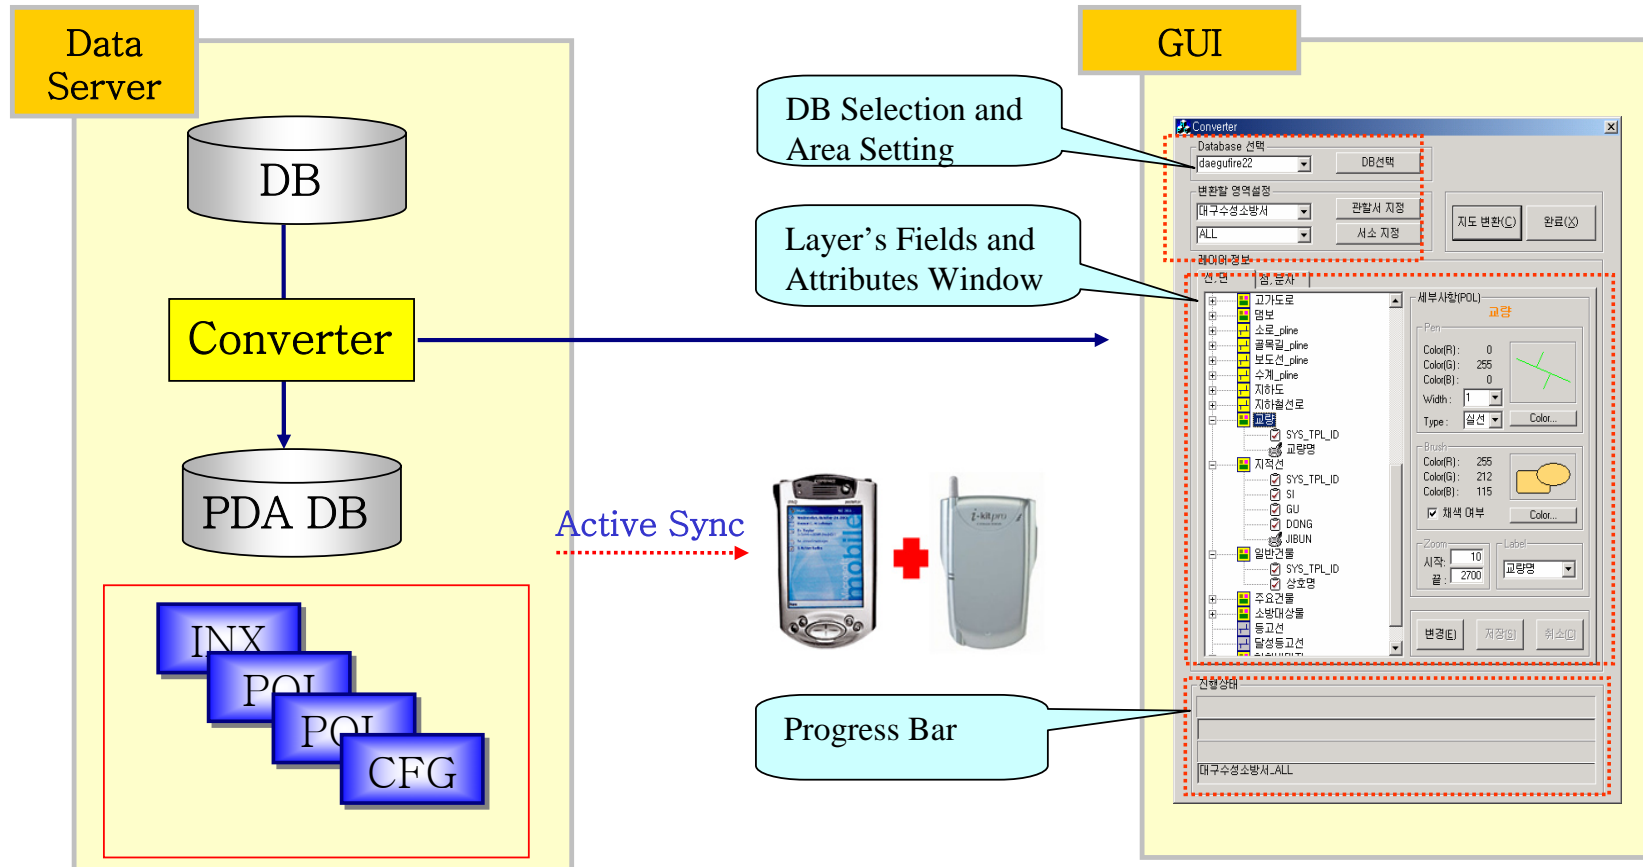 Data
Server
DB
Converter
PDA DB
INX
CFG
Active Sync
i-kitpro
GUI
DB Selection and
Area Setting
Layer's Fields and
Attributes Window
Progress Bar
Converter
Database 선택
daegufire22
DB선택
변환할 영역설정
대구수성소방서
관할서 지정
ALL
서소 지정
지도 변환(C)
완료(X)
레이어 정보
선, 면
점, 문자
고가도로
댐보
소로_pline
골목길_pline
보도선_pline
수계_pline
지하도
지하철선로
교량
SYS_TPL_ID
교량명
지적선
SYS_TPL_ID
SI
GU
DONG
JIBUN
일반건물
SYS_TPL_ID
상호명
주요건물
소방대상물
등고선
달성등고선
세부사항(POL)
교량
Pen
Color(R) : 0
Color(G) : 255
Color(B) : 0
Width : 1
Type : 실선
Color...
Brush
Color(R) : 255
Color(G) : 212
Color(B) : 115
채색 여부
Color...
Zoom
시작: 10
끝 : 2700
Label
교량명
변경(E)
저장(S)
취소(C)
진행상태
대구수성소방서_ALL